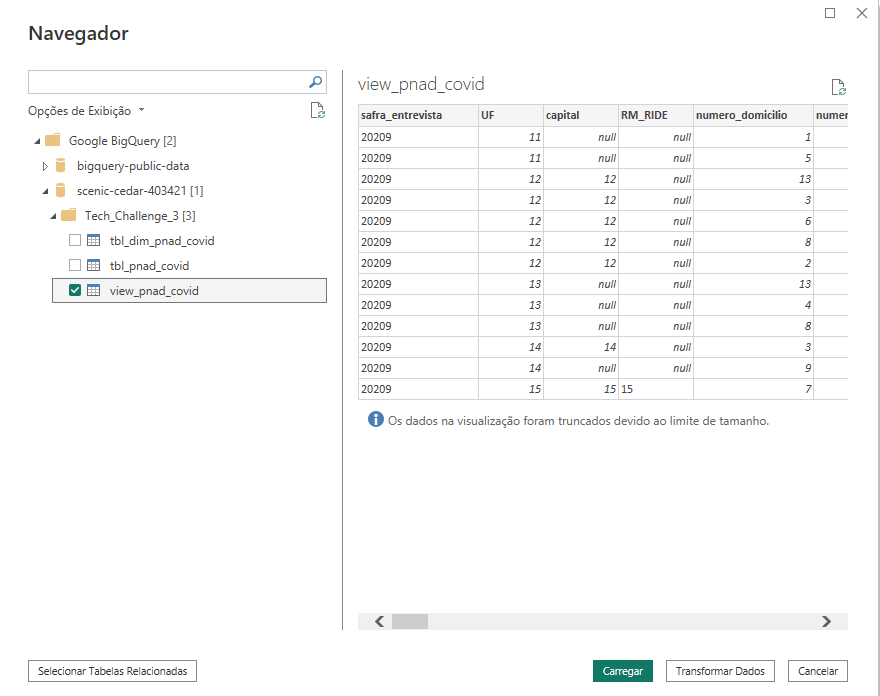 Navegador
Opções de Exibição
Google BigQuery [2]
bigquery-public-data
scenic-cedar-403421 [1]
Tech_Challenge_3 [3]
tbl_dim_pnad_covid
tbl_pnad_covid
view_pnad_covid
view_pnad_covid
safra_entrevista UF capital RM_RIDE numero_domicilio numer
20209 11 null null 1
20209 11 null null 5
20209 12 12 null 13
20209 12 12 null 3
20209 12 12 null 6
20209 12 12 null 8
20209 12 12 null 2
20209 13 null null 13
20209 13 null null 4
20209 13 null null 8
20209 14 14 null 3
20209 14 null null 9
20209 15 15 15 7
Os dados na visualização foram truncados devido ao limite de tamanho.
Selecionar Tabelas Relacionadas Carregar Transformar Dados Cancelar